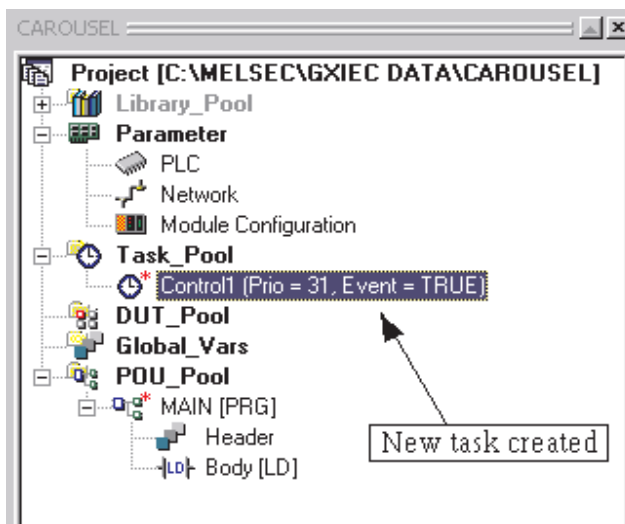 CAROUSEL
Project [C:\MELSEC\GXIEC DATA\CAROUSEL]
Library_Pool
Parameter
PLC
Network
Module Configuration
Task_Pool
Control1 (Prio = 31, Event = TRUE)
DUT_Pool
Global_Vars
POU_Pool
MAIN [PRG]
Header
Body [LD]
New task created